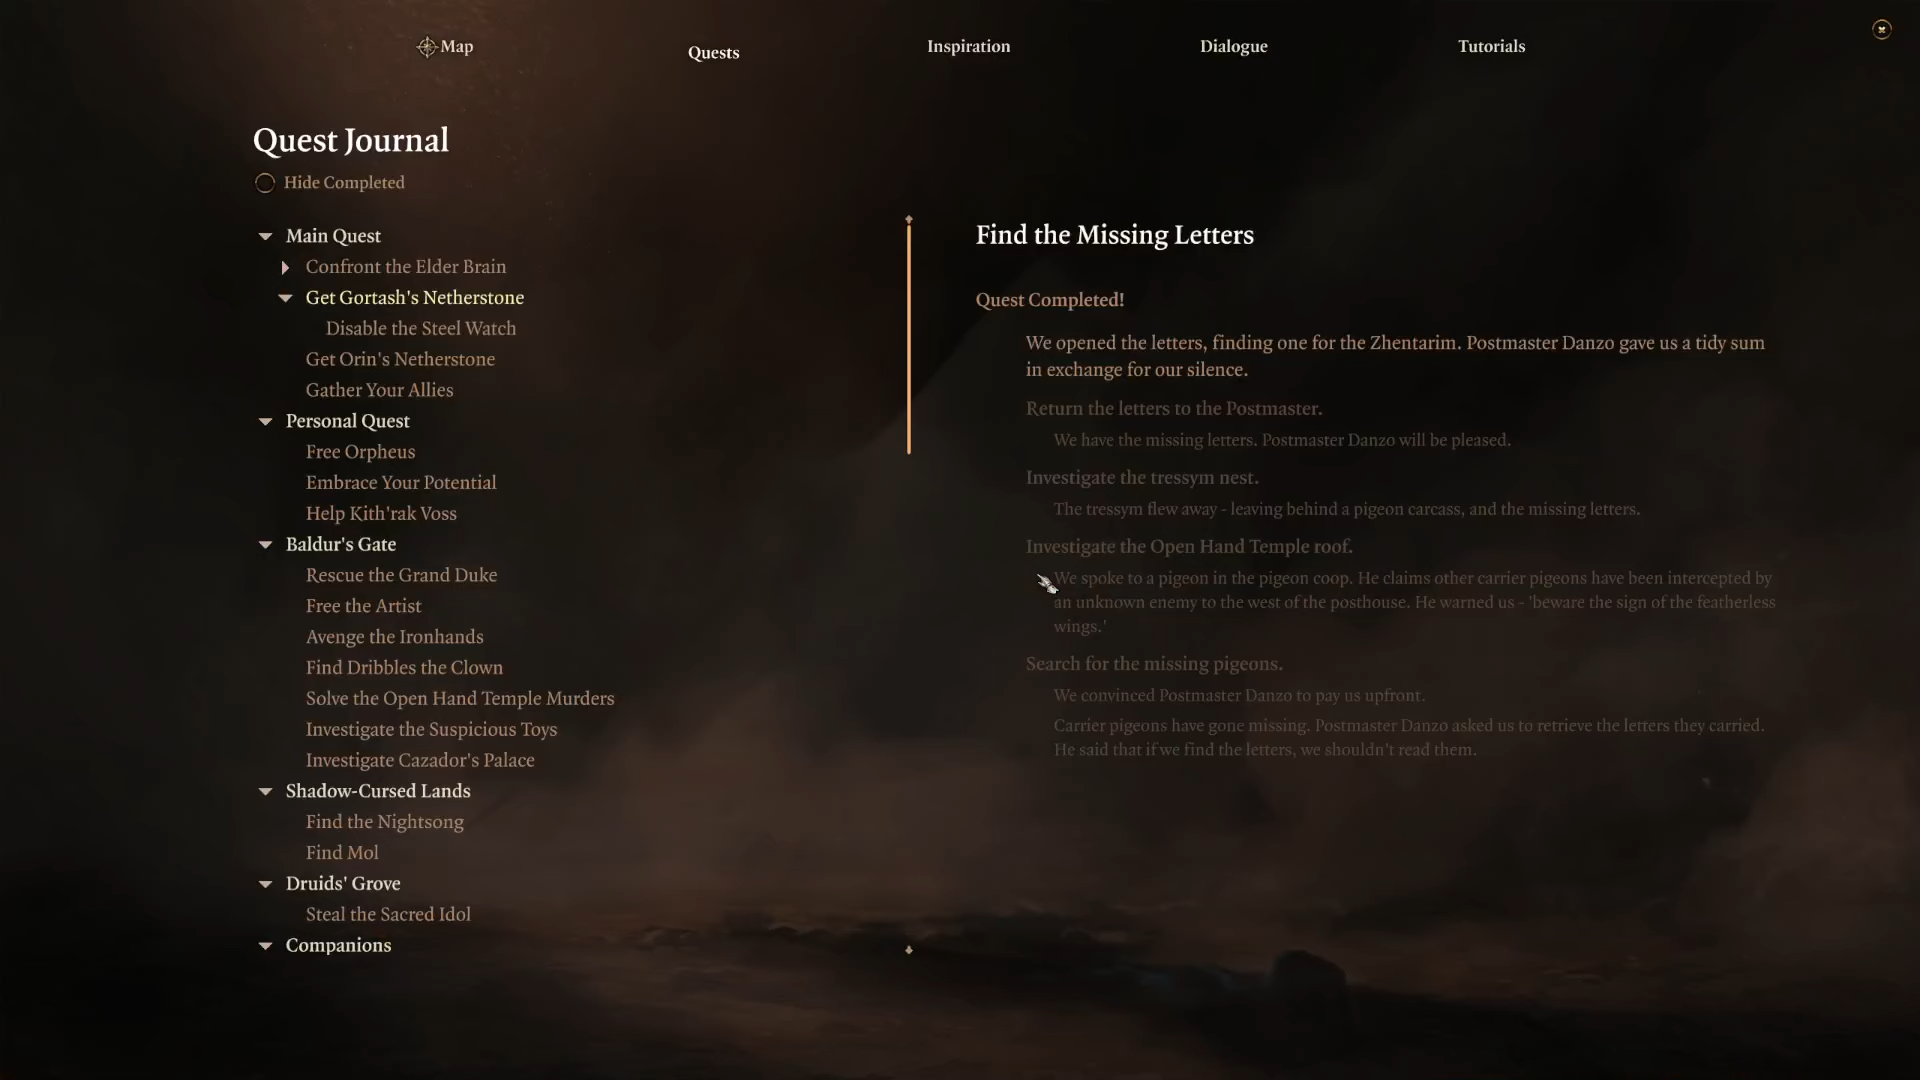 Map
Quests
Inspiration
Dialogue
Tutorials
Quest Journal
Hide Completed
Main Quest
Confront the Elder Brain
Get Gortash's Netherstone
Disable the Steel Watch
Get Orin's Netherstone
Gather Your Allies
Personal Quest
Free Orpheus
Embrace Your Potential
Help Kith'rak Voss
Baldur's Gate
Rescue the Grand Duke
Free the Artist
Avenge the Ironhands
Find Dribbles the Clown
Solve the Open Hand Temple Murders
Investigate the Suspicious Toys
Investigate Cazador's Palace
Shadow-Cursed Lands
Find the Nightsong
Find Mol
Druids' Grove
Steal the Sacred Idol
Companions
Find the Missing Letters
Quest Completed!
We opened the letters, finding one for the Zhentarim. Postmaster Danzo gave us a tidy sum
in exchange for our silence.
Return the letters to the Postmaster.
We have the missing letters. Postmaster Danzo will be pleased.
Investigate the tressym nest.
The tressym flew away - leaving behind a pigeon carcass, and the missing letters.
Investigate the Open Hand Temple roof.
We spoke to a pigeon in the pigeon coop. He claims other carrier pigeons have been intercepted by
an unknown enemy to the west of the posthouse. He warned us - 'beware the sign of the featherless
wings.'
Search for the missing pigeons.
We convinced Postmaster Danzo to pay us upfront.
Carrier pigeons have gone missing. Postmaster Danzo asked us to retrieve the letters they carried.
He said that if we find the letters, we shouldn't read them.